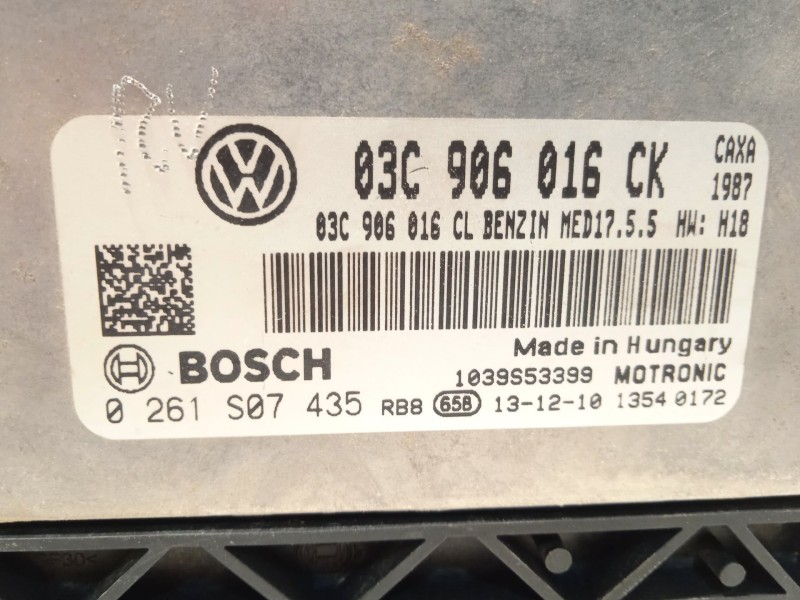 03C 906 016 CK CAXA
1987
03C 906 016 CL BENZIN MED17.5.5 HW: H18
BOSCH
Made in Hungary
1039S53399 MOTRONIC
0 261 S07 435 RB8 65B 13-12-10 1354 0172